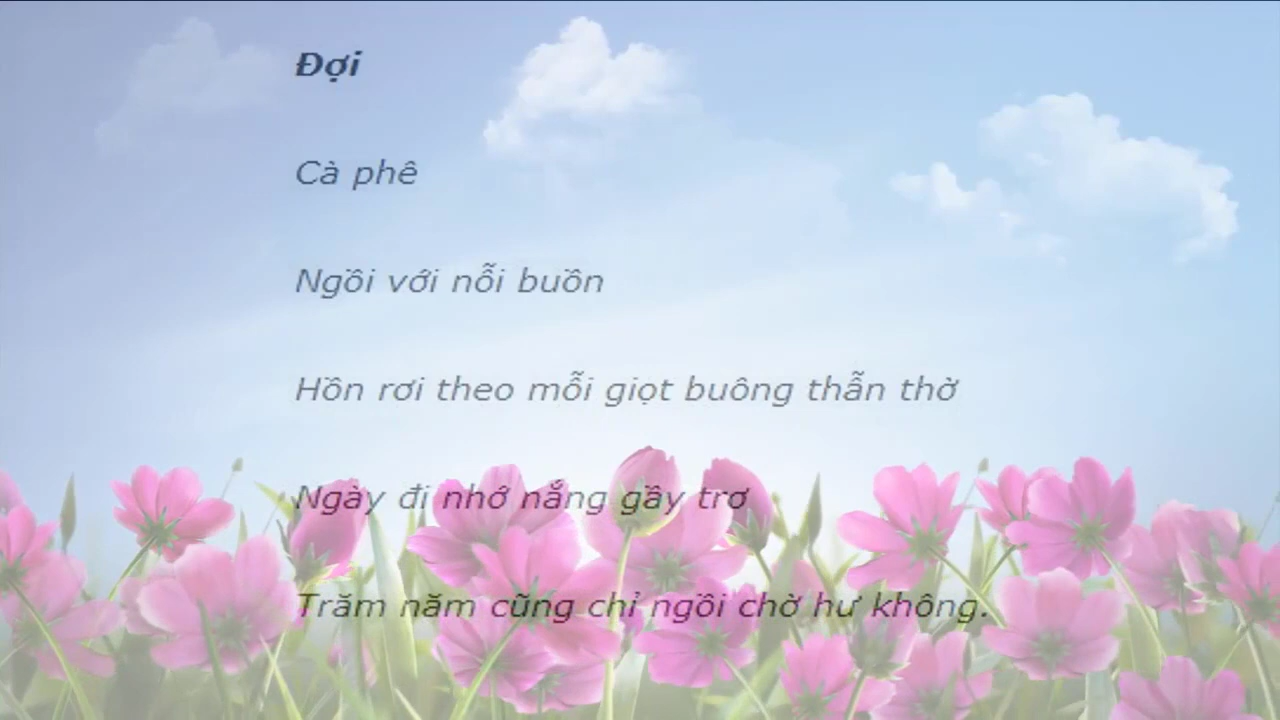 Đợi
Cà phê
Ngồi với nỗi buồn
Hồn rơi theo mỗi giọt buông thẫn thờ
Ngày đi nhớ nắng gầy trơ
Trăm năm cũng chỉ ngồi chờ hư không.